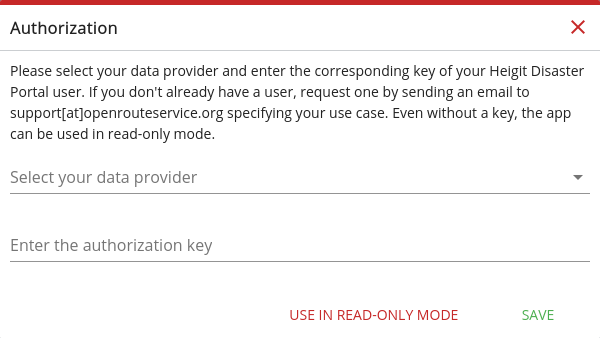 Authorization
Please select your data provider and enter the corresponding key of your Heigit Disaster
Portal user. If you don't already have a user, request one by sending an email to
support[at]openrouteservice.org specifying your use case. Even without a key, the app
can be used in read-only mode.
Select your data provider
Enter the authorization key
USE IN READ-ONLY MODE SAVE